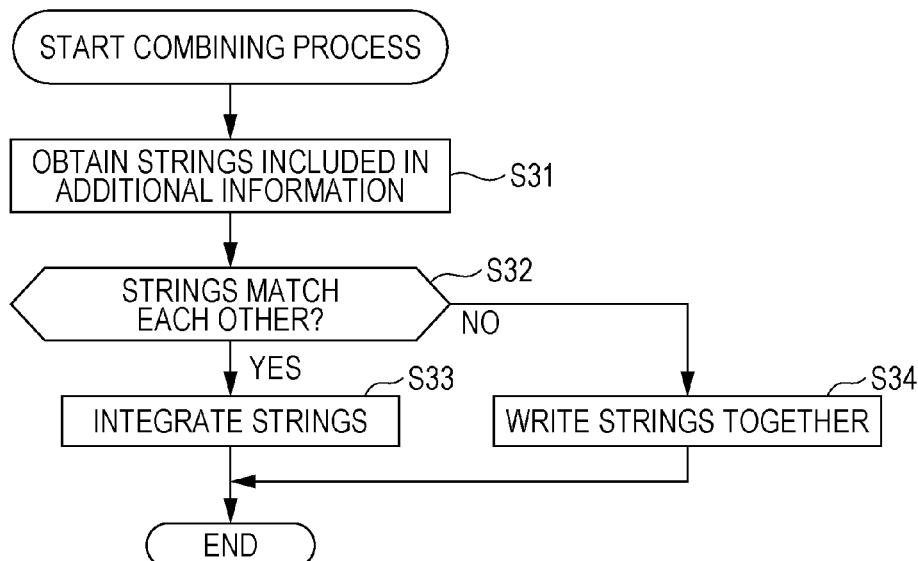 START COMBINING PROCESS
OBTAIN STRINGS INCLUDED IN
ADDITIONAL INFORMATION
S31
STRINGS MATCH
EACH OTHER?
S32
NO
YES
S33
INTEGRATE STRINGS
S34
WRITE STRINGS TOGETHER
END